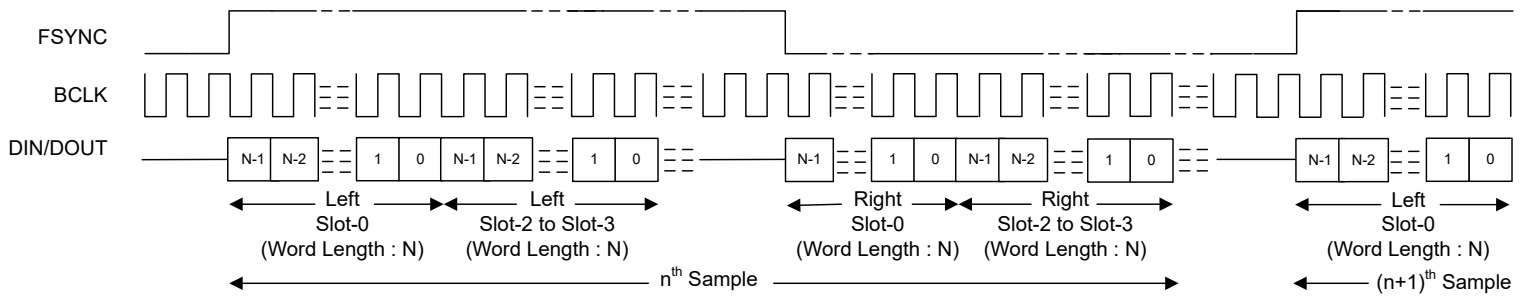 FSYNC
BCLK
DIN/DOUT
N-1 N-2 1 0 N-1 N-2 1 0 N-1 1 0 N-1 N-2 1 0 N-1 N-2 1 0
Left Left Right Right Left
Slot-0 Slot-2 to Slot-3 Slot-0 Slot-2 to Slot-3 Slot-0
(Word Length : N) (Word Length : N) (Word Length : N) (Word Length : N) (Word Length : N)
nth Sample (n+1)th Sample